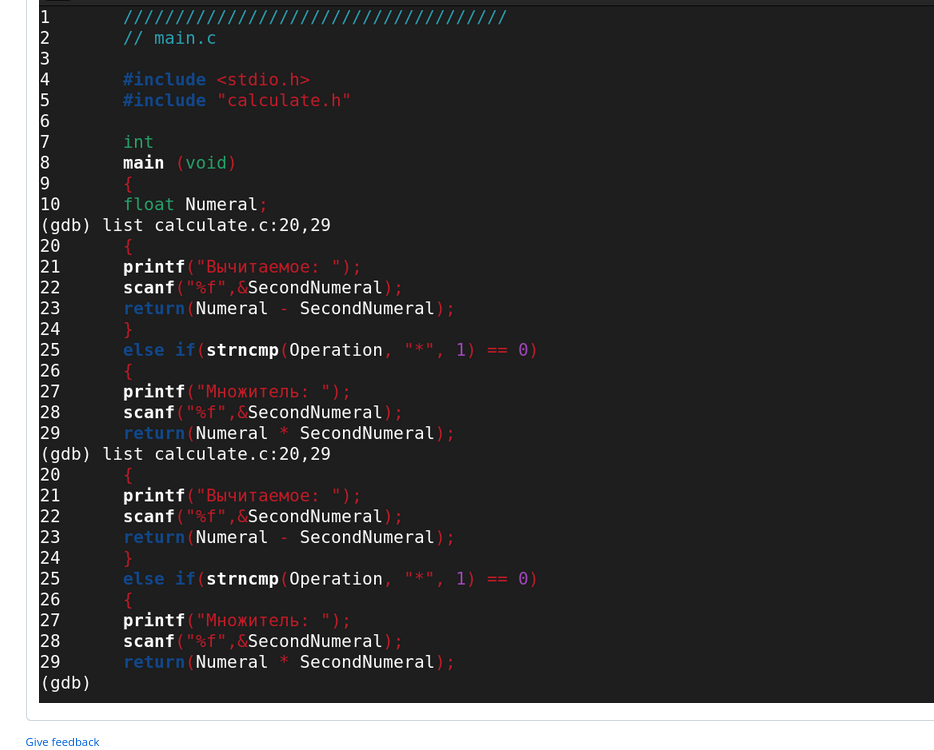 1 /////////////////////////////////////
2 // main.c
3
4 #include <stdio.h>
5 #include "calculate.h"
6
7 int
8 main (void)
9 {
10 float Numeral;
(gdb) list calculate.c:20,29
20 {
21 printf("Вычитаемое: ");
22 scanf("%f",&SecondNumeral);
23 return(Numeral - SecondNumeral);
24 }
25 else if(strncmp(Operation, "*", 1) == 0)
26 {
27 printf("Множитель: ");
28 scanf("%f",&SecondNumeral);
29 return(Numeral * SecondNumeral);
(gdb) list calculate.c:20,29
20 {
21 printf("Вычитаемое: ");
22 scanf("%f",&SecondNumeral);
23 return(Numeral - SecondNumeral);
24 }
25 else if(strncmp(Operation, "*", 1) == 0)
26 {
27 printf("Множитель: ");
28 scanf("%f",&SecondNumeral);
29 return(Numeral * SecondNumeral);
(gdb)
Give feedback